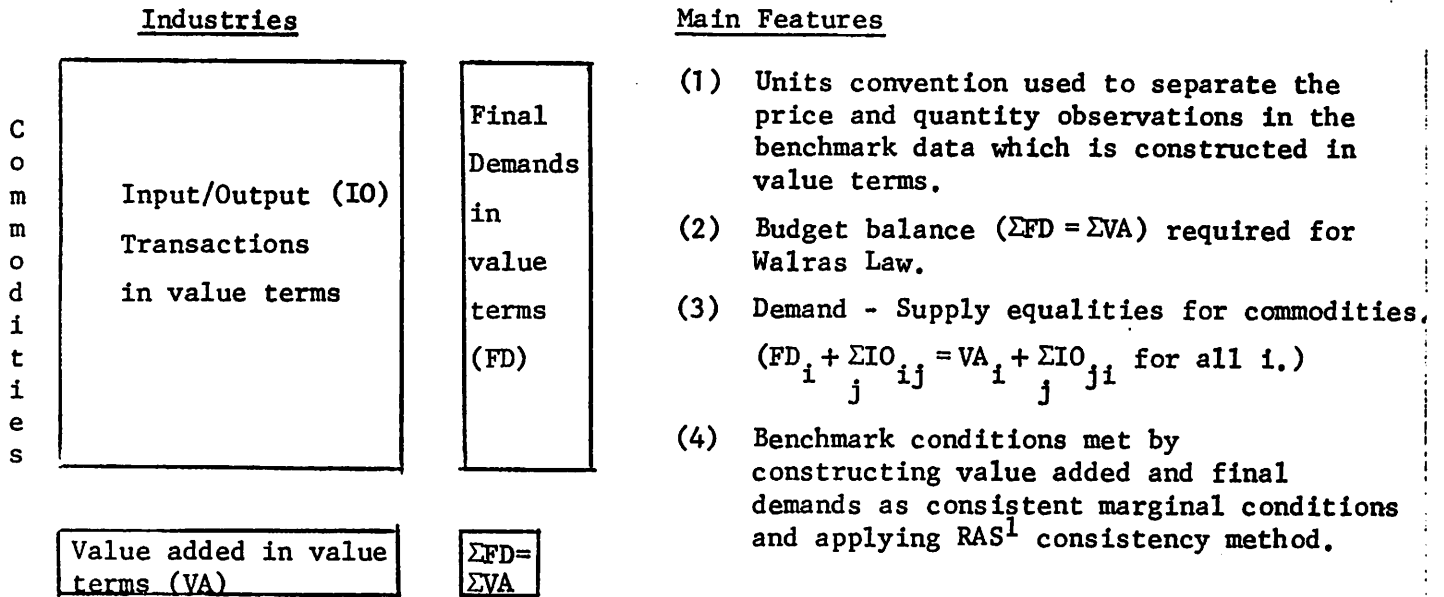 Industries
Commodities
Input/Output (IO)
Transactions
in value terms
Final
Demands
in
value
terms
(FD)
Value added in value
terms (VA)
ΣFD=
ΣVA
Main Features
(1) Units convention used to separate the
price and quantity observations in the
benchmark data which is constructed in
value terms.
(2) Budget balance (ΣFD = ΣVA) required for
Walras Law.
(3) Demand - Supply equalities for commodities.
(FD_i + Σ_j IO_ij = VA_i + Σ_j IO_ji for all i.)
(4) Benchmark conditions met by
constructing value added and final
demands as consistent marginal conditions
and applying RAS¹ consistency method.